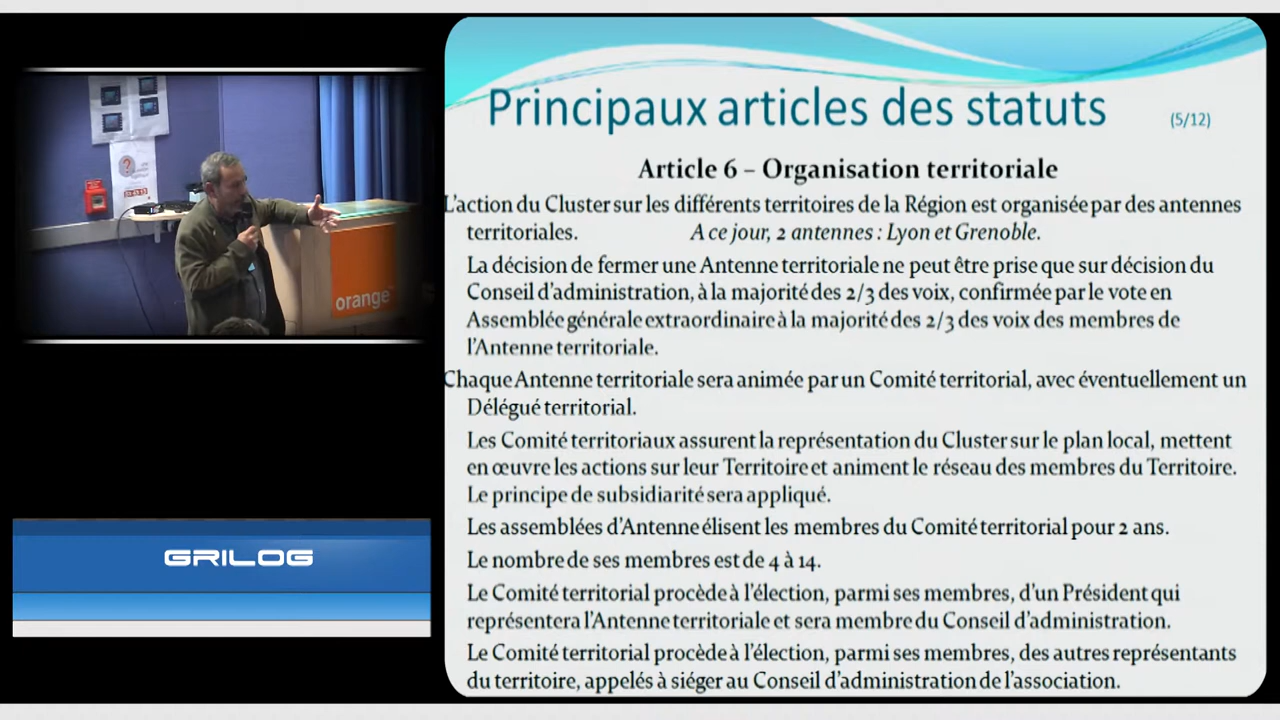 Principaux articles des statuts
(5/12)
Article 6 – Organisation territoriale
L'action du Cluster sur les différents territoires de la Région est organisée par des antennes
territoriales. A ce jour, 2 antennes : Lyon et Grenoble.
La décision de fermer une Antenne territoriale ne peut être prise que sur décision du
Conseil d'administration, à la majorité des 2/3 des voix, confirmée par le vote en
Assemblée générale extraordinaire à la majorité des 2/3 des voix des membres de
l'Antenne territoriale.
Chaque Antenne territoriale sera animée par un Comité territorial, avec éventuellement un
Délégué territorial.
Les Comité territoriaux assurent la représentation du Cluster sur le plan local, mettent
en œuvre les actions sur leur Territoire et animent le réseau des membres du Territoire.
Le principe de subsidiarité sera appliqué.
Les assemblées d'Antenne élisent les membres du Comité territorial pour 2 ans.
Le nombre de ses membres est de 4 à 14.
Le Comité territorial procède à l'élection, parmi ses membres, d'un Président qui
représentera l'Antenne territoriale et sera membre du Conseil d'administration.
Le Comité territorial procède à l'élection, parmi ses membres, des autres représentants
du territoire, appelés à siéger au Conseil d'administration de l'association.
orange
GRILOG